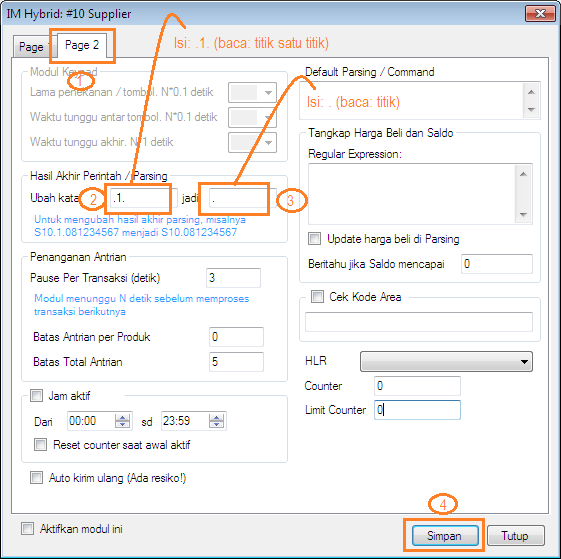 IM Hybrid: #10 Supplier
Page
Page 2
Isi: .1. (baca: titik satu titik)
1
Modul Keypad
Lama penekanan / tombol. N*0.1 detik
Waktu tunggu antar tombol. N*0.1 detik
Waktu tunggu akhir. N*1 detik
Hasil Akhir Perintah / Parsing
Ubah kata
2
.1.
jadi
.
3
Untuk mengubah hasil akhir parsing, misalnya
S10.1.081234567 menjadi S10.081234567
Penanganan Antrian
Pause Per Transaksi (detik)
3
Modul menunggu N detik sebelum memproses
transaksi berikutnya
Batas Antrian per Produk
0
Batas Total Antrian
5
Jam aktif
Dari
00:00
sd
23:59
Reset counter saat awal aktif
Auto kirim ulang (Ada resiko!)
Default Parsing / Command
Isi: . (baca: titik)
Tangkap Harga Beli dan Saldo
Regular Expression:
Update harga beli di Parsing
Beritahu jika Saldo mencapai
0
Cek Kode Area
HLR
Counter
0
Limit Counter
0
Aktifkan modul ini
4
Simpan
Tutup